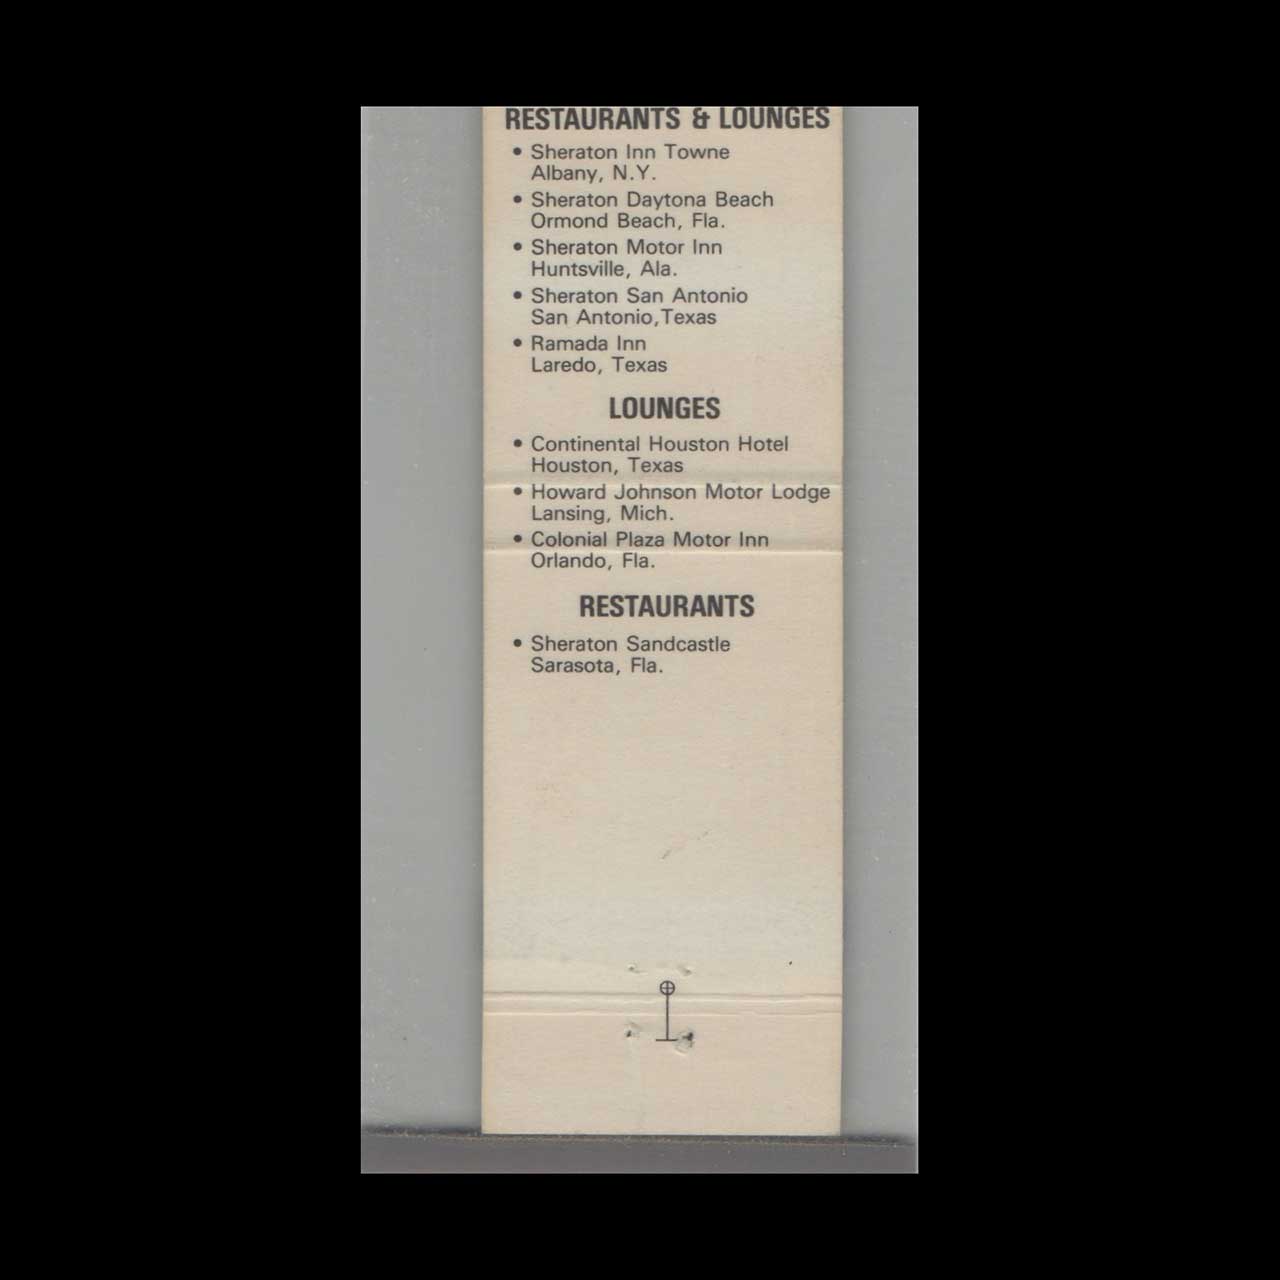 RESTAURANTS & LOUNGES
• Sheraton Inn Towne
Albany, N.Y.
• Sheraton Daytona Beach
Ormond Beach, Fla.
• Sheraton Motor Inn
Huntsville, Ala.
• Sheraton San Antonio
San Antonio,Texas
• Ramada Inn
Laredo, Texas
LOUNGES
• Continental Houston Hotel
Houston, Texas
• Howard Johnson Motor Lodge
Lansing, Mich.
• Colonial Plaza Motor Inn
Orlando, Fla.
RESTAURANTS
• Sheraton Sandcastle
Sarasota, Fla.